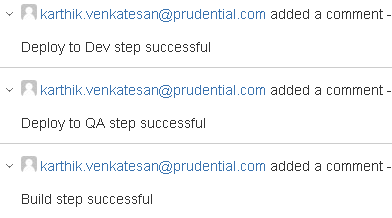 karthik.venkatesan@prudential.com added a comment -
Deploy to Dev step successful
karthik.venkatesan@prudential.com added a comment -
Deploy to QA step successful
karthik.venkatesan@prudential.com added a comment -
Build step successful